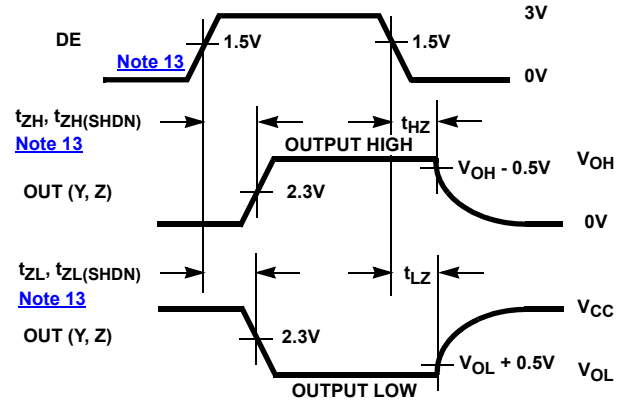 3V
DE
1.5V
1.5V
Note 13
0V
tZH, tZH(SHDN)
Note 13
tHZ
OUTPUT HIGH
VOH - 0.5V
VOH
OUT (Y, Z)
2.3V
0V
tZL, tZL(SHDN)
Note 13
tLZ
VCC
OUT (Y, Z)
2.3V
VOL + 0.5V
VOL
OUTPUT LOW